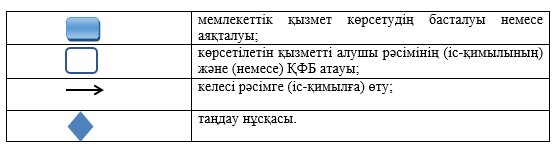 мемлекеттік қызмет көрсетудің басталуы немесе
аяқталуы;
көрсетілетін қызметті алушы рәсімінің (іс-қимылының)
және (немесе) ҚФБ атауы;
келесі рәсімге (іс-қимылға) өту;
таңдау нұсқасы.